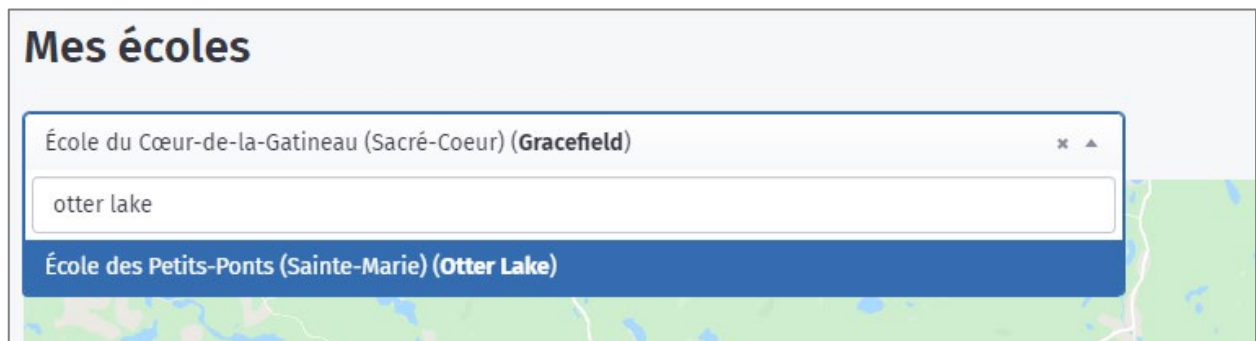 Mes écoles
École du Cœur-de-la-Gatineau (Sacré-Coeur) (Gracefield)
otter lake
École des Petits-Ponts (Sainte-Marie) (Otter Lake)